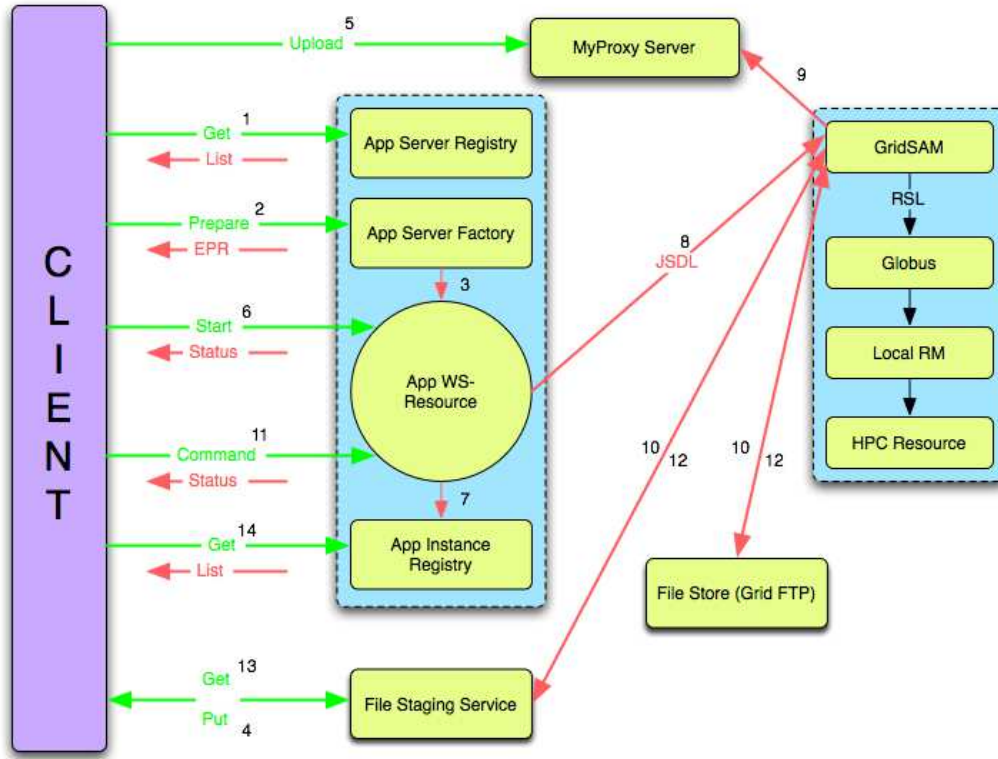 CLIENT
5
Upload
MyProxy Server
9
1
Get
List
App Server Registry
GridSAM
RSL
2
Prepare
EPR
App Server Factory
3
8
JSDL
Globus
6
Start
Status
App WS-
Resource
Local RM
11
Command
Status
10
12
10
12
HPC Resource
7
14
Get
List
App Instance
Registry
File Store (Grid FTP)
13
Get
Put
4
File Staging Service